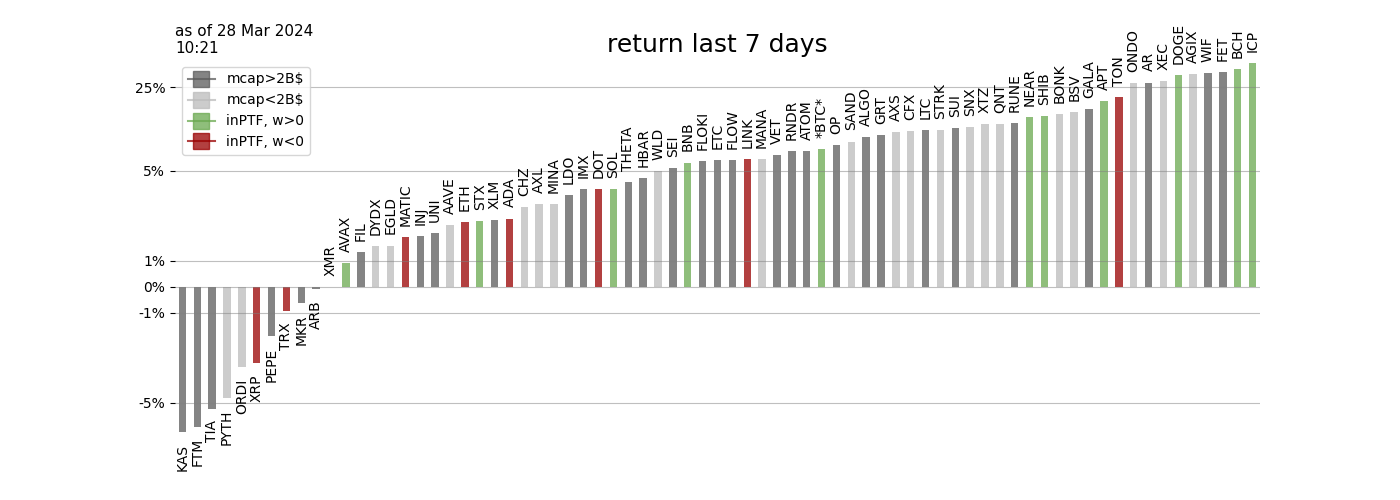 as of 28 Mar 2024
10:21
return last 7 days
mcap>2B$
mcap<2B$
inPTF, w>0
inPTF, w<0
25%
5%
1%
0%
-1%
-5%
KAS
FTM
TIA
PYTH
ORDI
XRP
PEPE
TRX
MKR
ARB
XMR
AVAX
FIL
DYDX
EGLD
MATIC
INJ
UNI
AAVE
ETH
STX
XLM
ADA
CHZ
AXL
MINA
LDO
IMX
DOT
SOL
THETA
HBAR
WLD
SEI
BNB
FLOKI
ETC
FLOW
LINK
MANA
VET
RNDR
ATOM
*BTC*
OP
SAND
ALGO
GRT
AXS
CFX
LTC
STRK
SUI
SNX
XTZ
QNT
RUNE
NEAR
SHIB
BONK
BSV
GALA
APT
TON
ONDO
AR
XEC
DOGE
AGIX
WIF
FET
BCH
ICP